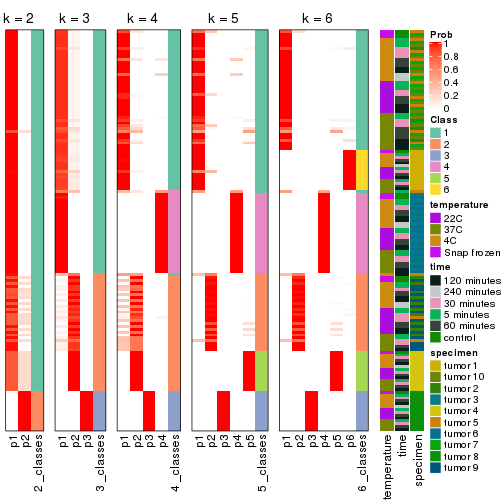 k = 2
k = 3
k = 4
k = 5
k = 6
Prob
1
0.8
0.6
0.4
0.2
0
Class
1
2
3
4
5
6
temperature
22C
37C
4C
Snap frozen
time
120 minutes
240 minutes
30 minutes
5 minutes
60 minutes
control
specimen
tumor 1
tumor 10
tumor 2
tumor 3
tumor 4
tumor 5
tumor 6
tumor 7
tumor 8
tumor 9
p1
p2
2_classes
p1
p2
p3
3_classes
p1
p2
p3
p4
4_classes
p1
p2
p3
p4
p5
5_classes
p1
p2
p3
p4
p5
p6
6_classes
temperature
time
specimen